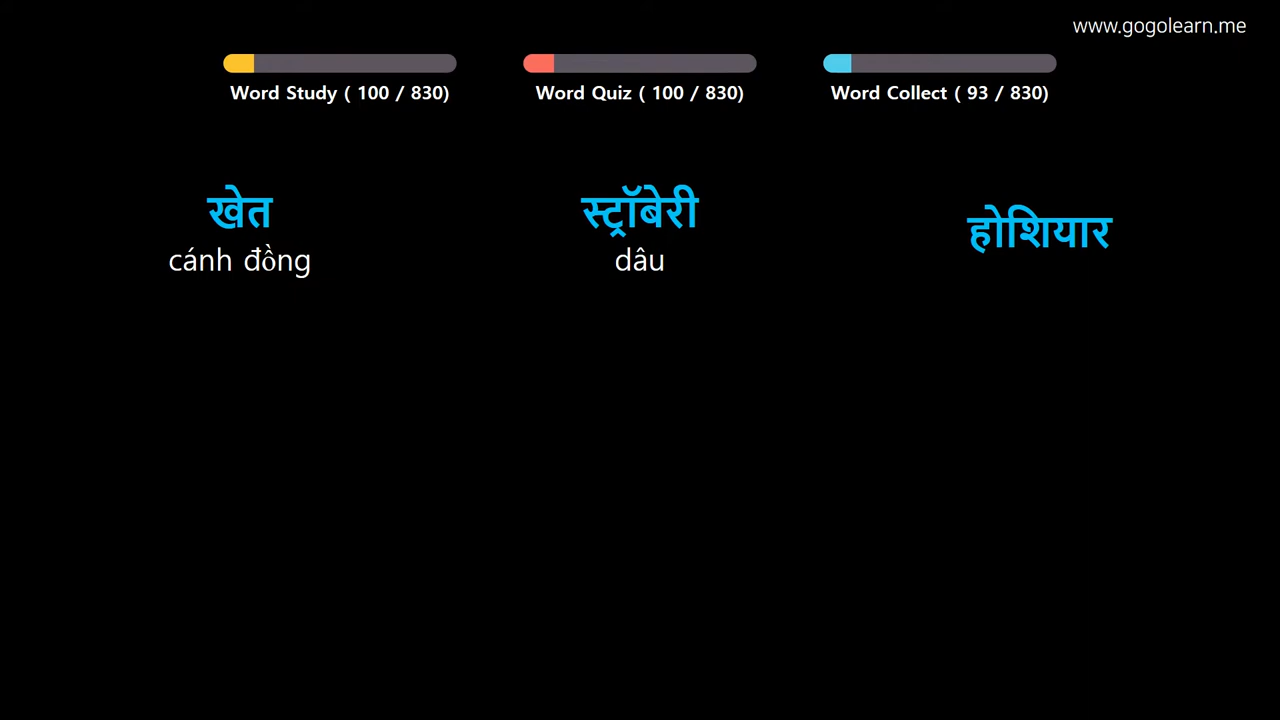 www.gogolearn.me
Word Study ( 100 / 830)
Word Quiz ( 100 / 830)
Word Collect ( 93 / 830)
खेत
cánh đồng
स्ट्रॉबेरी
dâu
होशियार